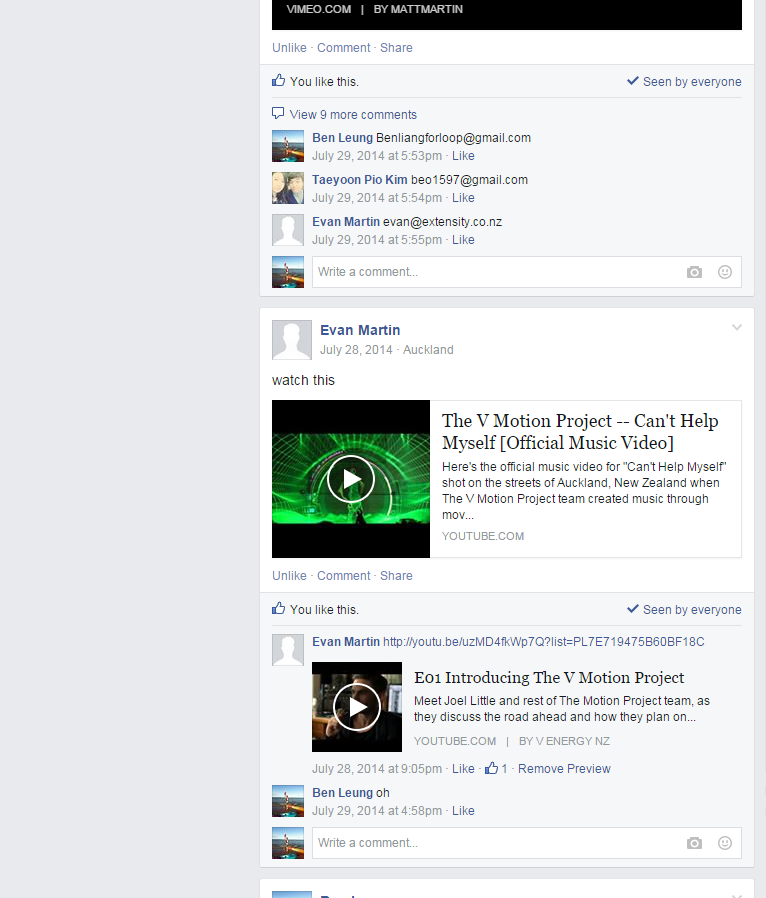 VIMEO.COM | BY MATTMARTIN
Unlike · Comment · Share
You like this.
Seen by everyone
View 9 more comments
Ben Leung Benliangforloop@gmail.com
July 29, 2014 at 5:53pm · Like
Taeyoon Pio Kim beo1597@gmail.com
July 29, 2014 at 5:54pm · Like
Evan Martin evan@extensity.co.nz
July 29, 2014 at 5:55pm · Like
Write a comment...
Evan Martin
July 28, 2014 · Auckland
watch this
The V Motion Project -- Can't Help
Myself [Official Music Video]
Here's the official music video for "Can't Help Myself"
shot on the streets of Auckland, New Zealand when
The V Motion Project team created music through
mov...
YOUTUBE.COM
Unlike · Comment · Share
You like this.
Seen by everyone
Evan Martin http://youtu.be/uzMD4fkWp7Q?list=PL7E719475B60BF18C
E01 Introducing The V Motion Project
Meet Joel Little and rest of The Motion Project team, as
they discuss the road ahead and how they plan on...
YOUTUBE.COM | BY V ENERGY NZ
July 28, 2014 at 9:05pm · Like · 1 · Remove Preview
Ben Leung oh
July 29, 2014 at 4:58pm · Like
Write a comment...